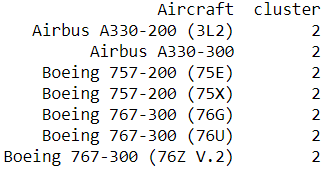 Aircraft cluster
Airbus A330-200 (3L2) 2
Airbus A330-300 2
Boeing 757-200 (75E) 2
Boeing 757-200 (75X) 2
Boeing 767-300 (76G) 2
Boeing 767-300 (76U) 2
Boeing 767-300 (76Z V.2) 2